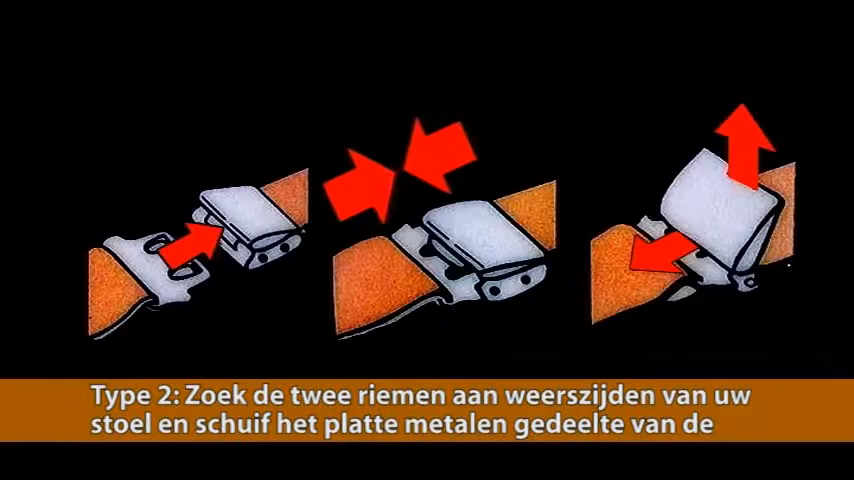 Type 2: Zoek de twee riemen aan weerszijden van uw
stoel en schuif het platte metalen gedeelte van de